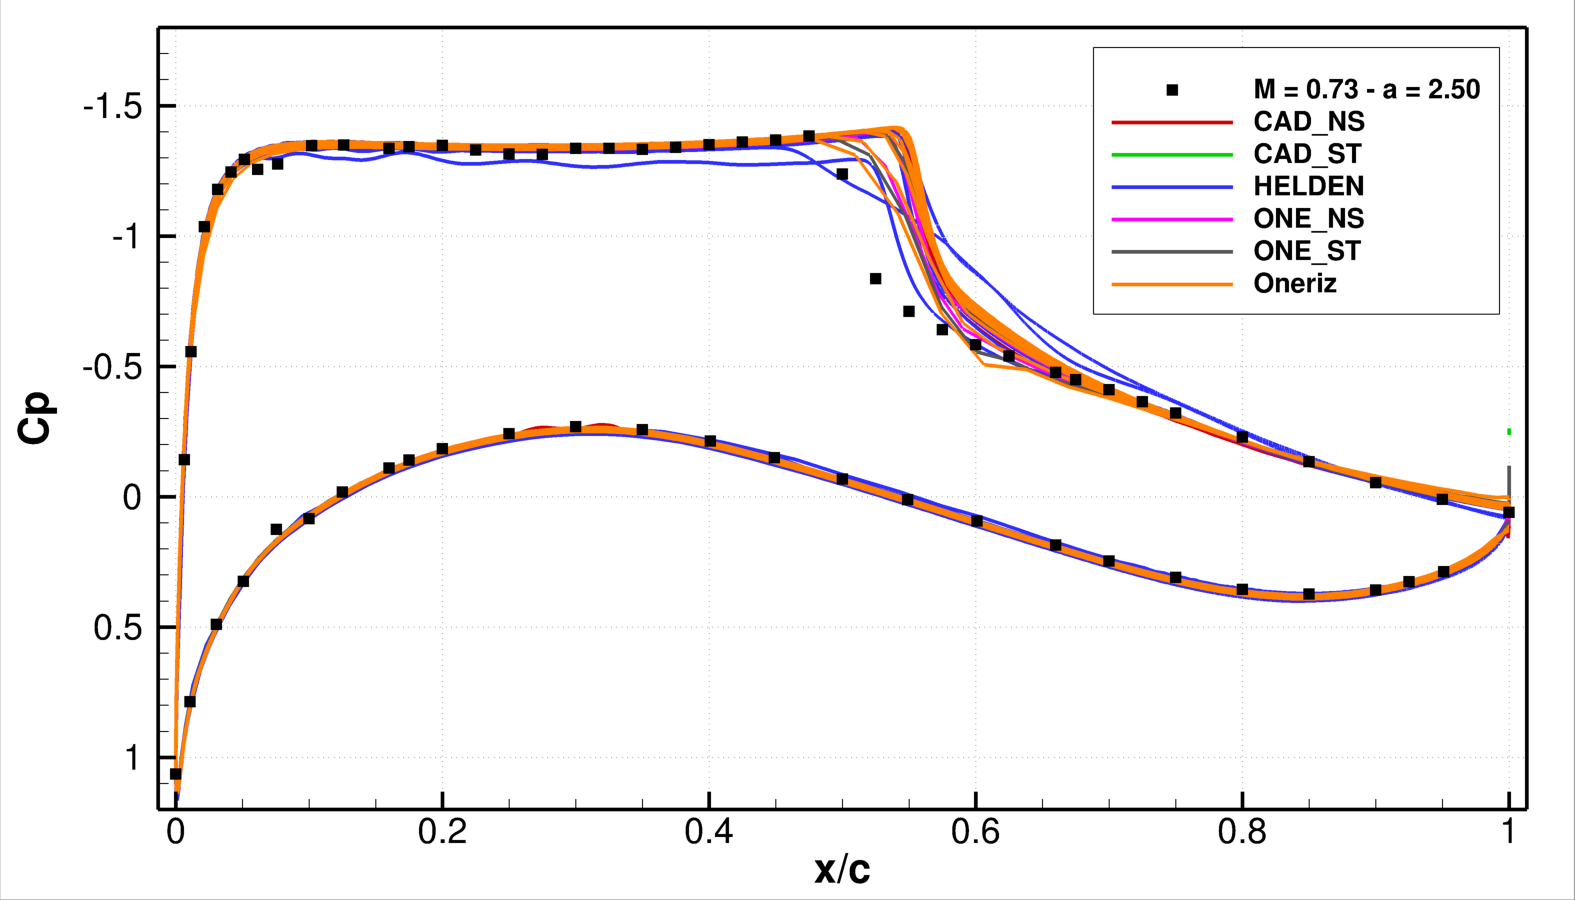 M = 0.73 - a = 2.50
CAD_NS
CAD_ST
HELDEN
ONE_NS
ONE_ST
Oneriz
-1.5
-1
-0.5
0
0.5
1
Cp
0 0.2 0.4 0.6 0.8 1
x/c